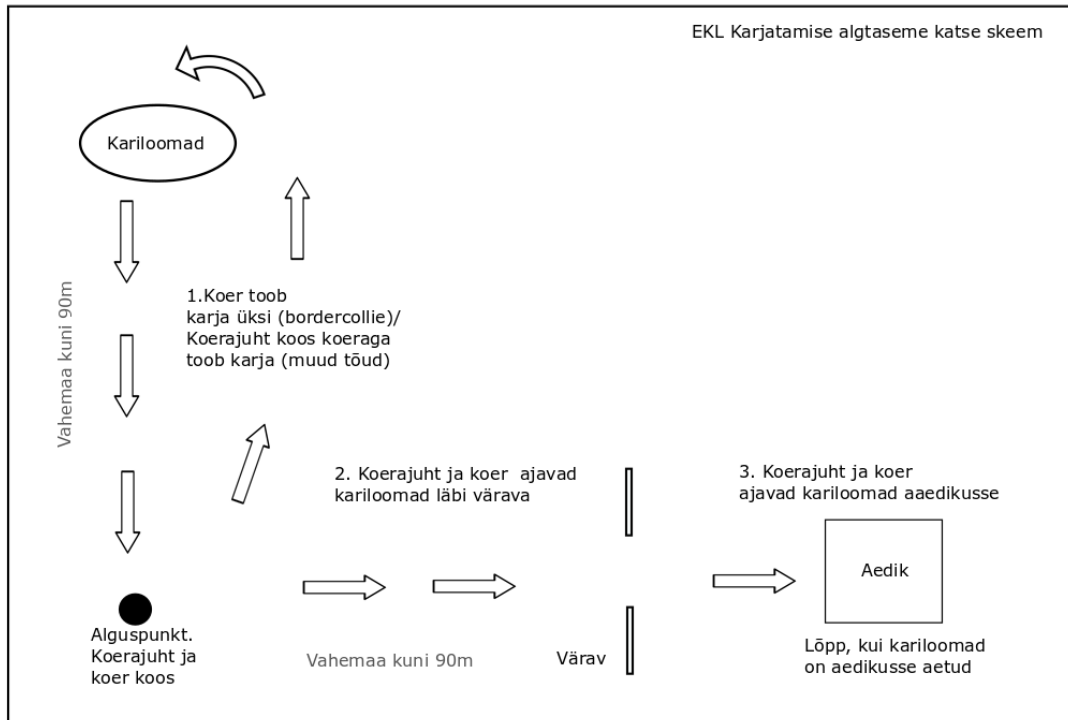 EKL Karjatamise algtaseme katse skeem
Kariloomad
Vahemaa kuni 90m
1.Koer toob
karja üksi (bordercollie)/
Koerajuht koos koeraga
toob karja (muud tõud)
2. Koerajuht ja koer ajavad
kariloomad läbi värava
3. Koerajuht ja koer
ajavad kariloomad aaedikusse
Aedik
Alguspunkt.
Koerajuht ja
koer koos
Vahemaa kuni 90m
Värav
Lõpp, kui kariloomad
on aedikusse aetud